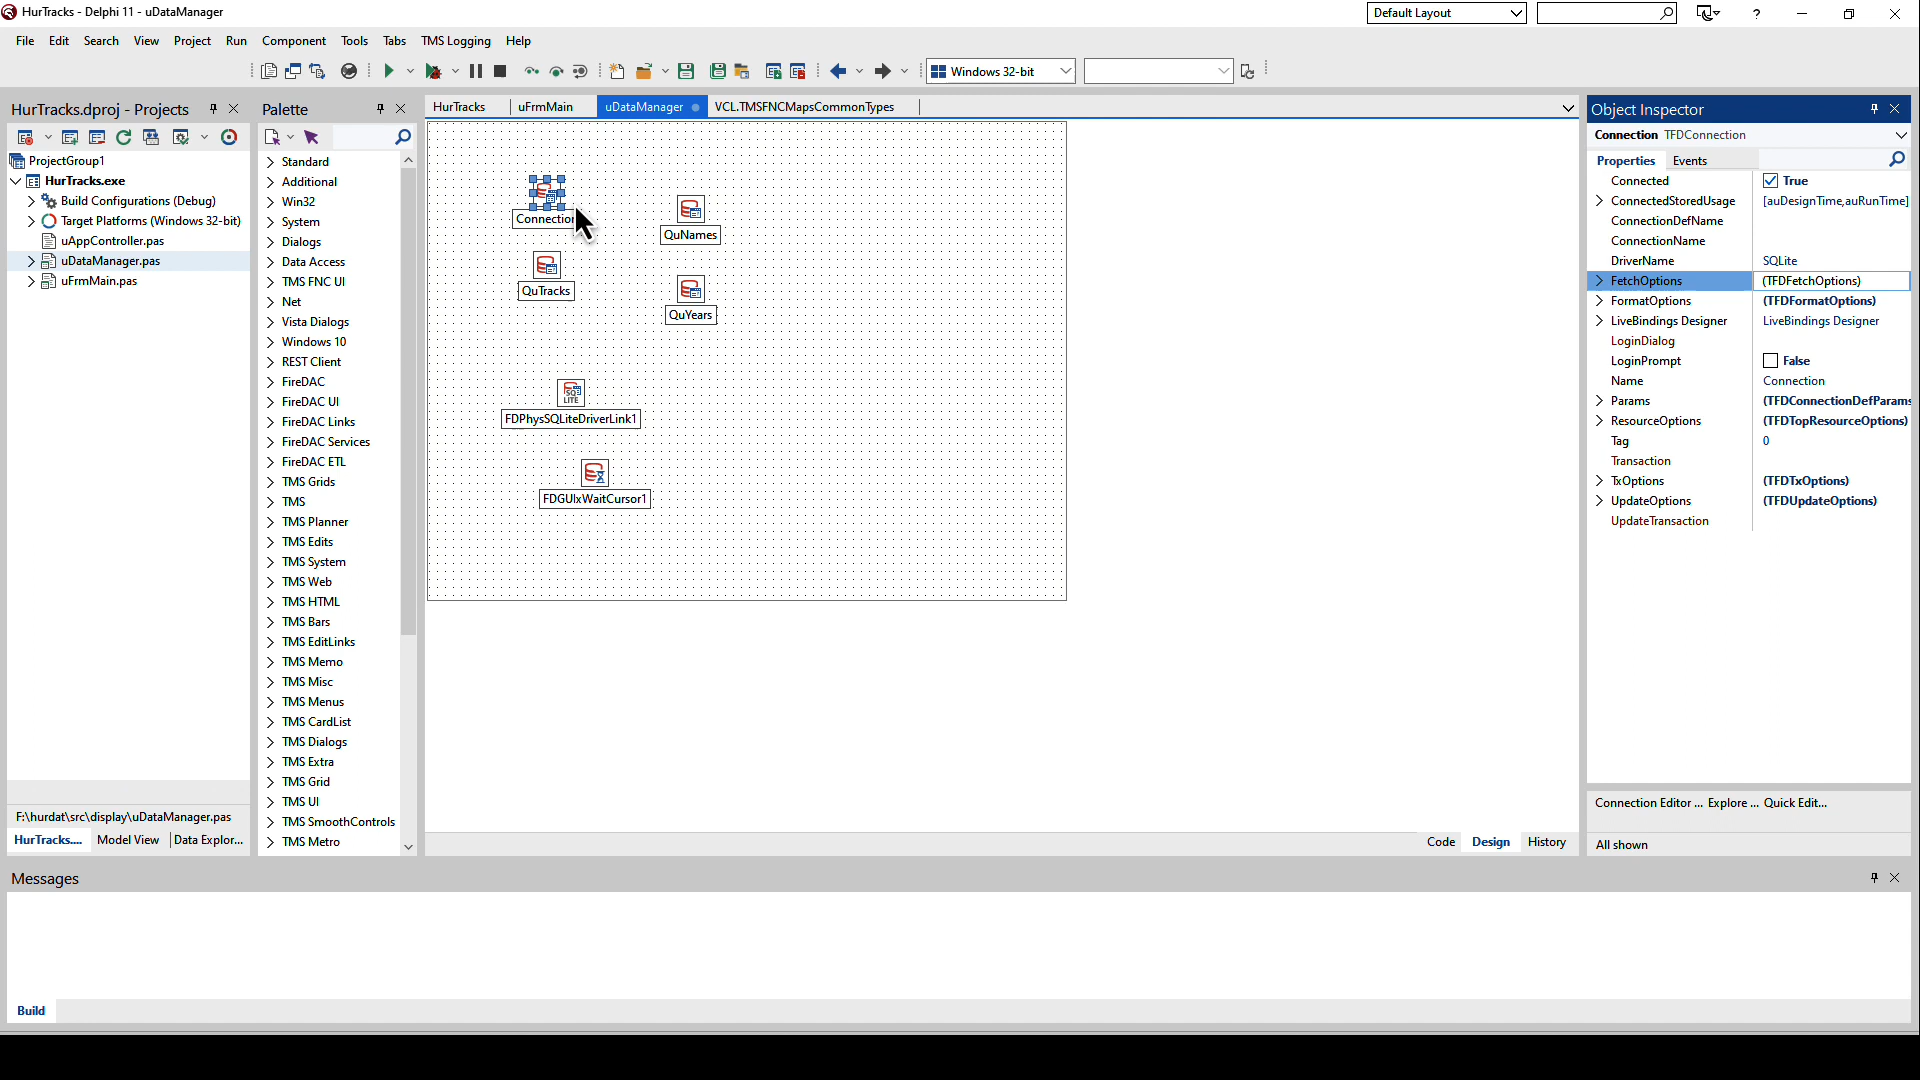 HurTracks - Delphi 11 - uDataManager
Default Layout
?
File Edit Search View Project Run Component Tools Tabs TMS Logging Help
Windows 32-bit
HurTracks.dproj - Projects
ProjectGroup1
HurTracks.exe
Build Configurations (Debug)
Target Platforms (Windows 32-bit)
uAppController.pas
uDataManager.pas
uFrmMain.pas
F:\hurdat\src\display\uDataManager.pas
HurTracks.... Model View Data Explor...
Palette
Standard
Additional
Win32
System
Dialogs
Data Access
TMS FNC UI
Net
Vista Dialogs
Windows 10
REST Client
FireDAC
FireDAC UI
FireDAC Links
FireDAC Services
FireDAC ETL
TMS Grids
TMS
TMS Planner
TMS Edits
TMS System
TMS Web
TMS HTML
TMS Bars
TMS EditLinks
TMS Memo
TMS Misc
TMS Menus
TMS CardList
TMS Dialogs
TMS Extra
TMS Grid
TMS UI
TMS SmoothControls
TMS Metro
HurTracks uFrmMain uDataManager VCL.TMSFNCMapsCommonTypes
Connection
QuNames
QuTracks
QuYears
SQ
LITE
FDPhysSQLiteDriverLink1
FDGUIxWaitCursor1
Code Design History
Object Inspector
Connection TFDConnection
Properties Events
Connected True
ConnectedStoredUsage [auDesignTime,auRunTime]
ConnectionDefName
ConnectionName
DriverName SQLite
FetchOptions (TFDFetchOptions)
FormatOptions (TFDFormatOptions)
LiveBindings Designer LiveBindings Designer
LoginDialog
LoginPrompt False
Name Connection
Params (TFDConnectionDefParams
ResourceOptions (TFDTopResourceOptions)
Tag 0
Transaction
TxOptions (TFDTxOptions)
UpdateOptions (TFDUpdateOptions)
UpdateTransaction
Connection Editor ... Explore ... Quick Edit...
All shown
Messages
Build